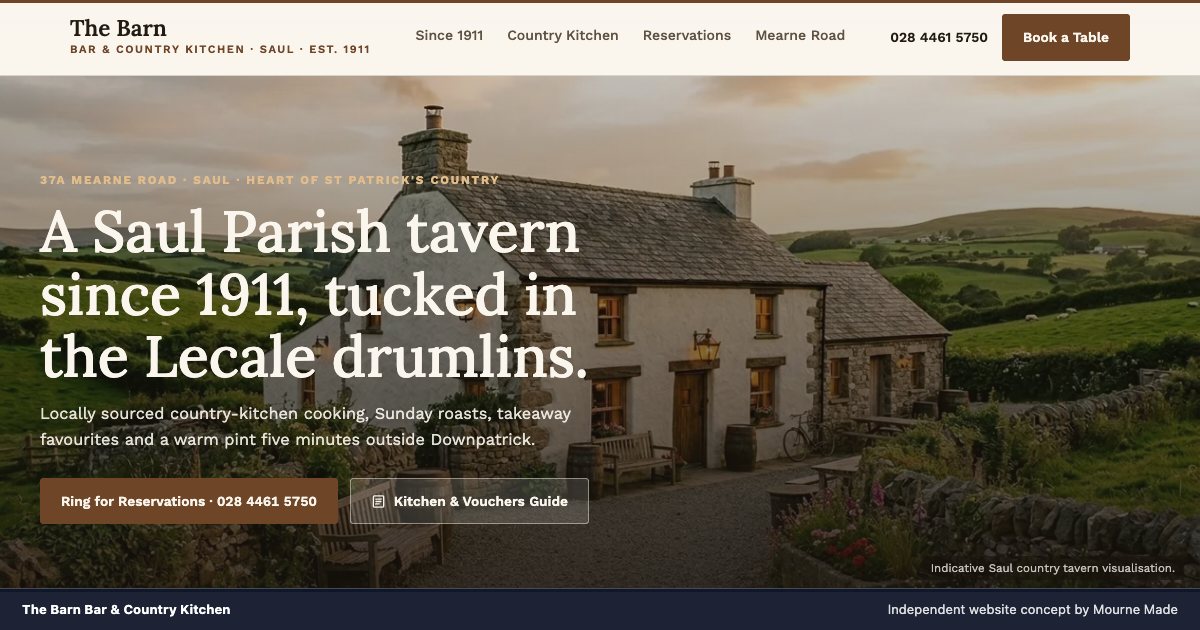 The Barn
BAR & COUNTRY KITCHEN · SAUL · EST. 1911
Since 1911
Country Kitchen
Reservations
Mearne Road
028 4461 5750
Book a Table
37A MEARNE ROAD · SAUL · HEART OF ST PATRICK'S COUNTRY
A Saul Parish tavern
since 1911, tucked in
the Lecale drumlins.
Locally sourced country-kitchen cooking, Sunday roasts, takeaway
favourites and a warm pint five minutes outside Downpatrick.
Ring for Reservations · 028 4461 5750
Kitchen & Vouchers Guide
Indicative Saul country tavern visualisation.
The Barn Bar & Country Kitchen
Independent website concept by Mourne Made